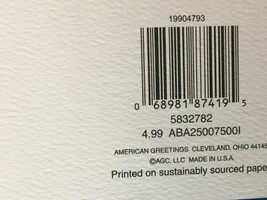 19904793
0 68981 87419 5
5832782
4.99 ABA25007500I
AMERICAN GREETINGS CLEVELAND, OHIO 44145
©AGC, LLC MADE IN U.S.A.
Printed on sustainably sourced pape